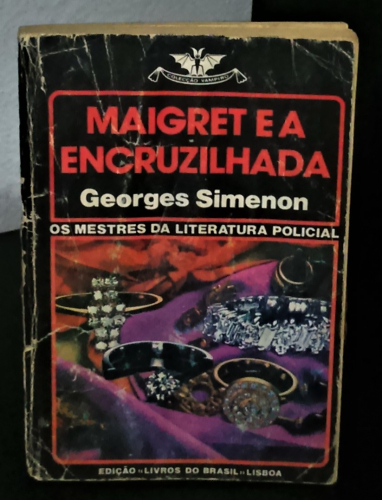 COLECÇÃO VAMPIRO
MAIGRET E A
ENCRUZILHADA
Georges Simenon
OS MESTRES DA LITERATURA POLICIAL
EDIÇÃO «LIVROS DO BRASIL» LISBOA